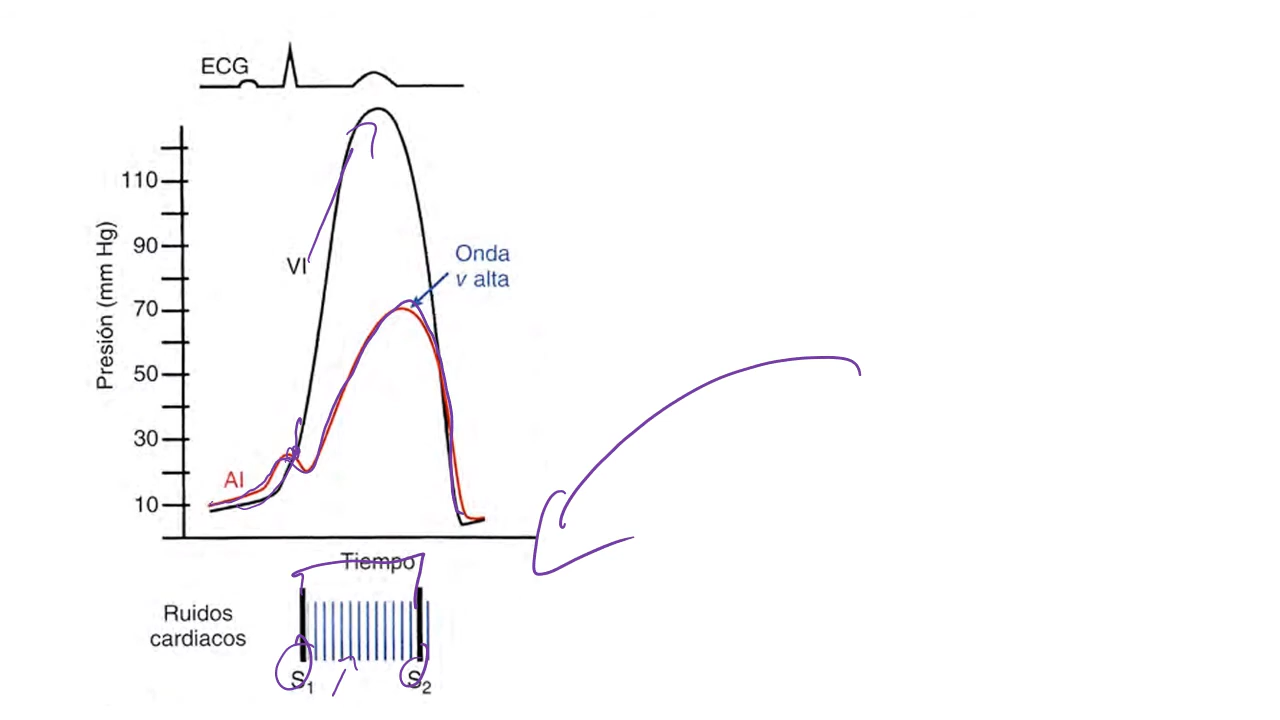 ECG
110
90
70
50
30
10
Presión (mm Hg)
VI
Onda
v alta
AI
Tiempo
Ruidos
cardiacos
S1
S2